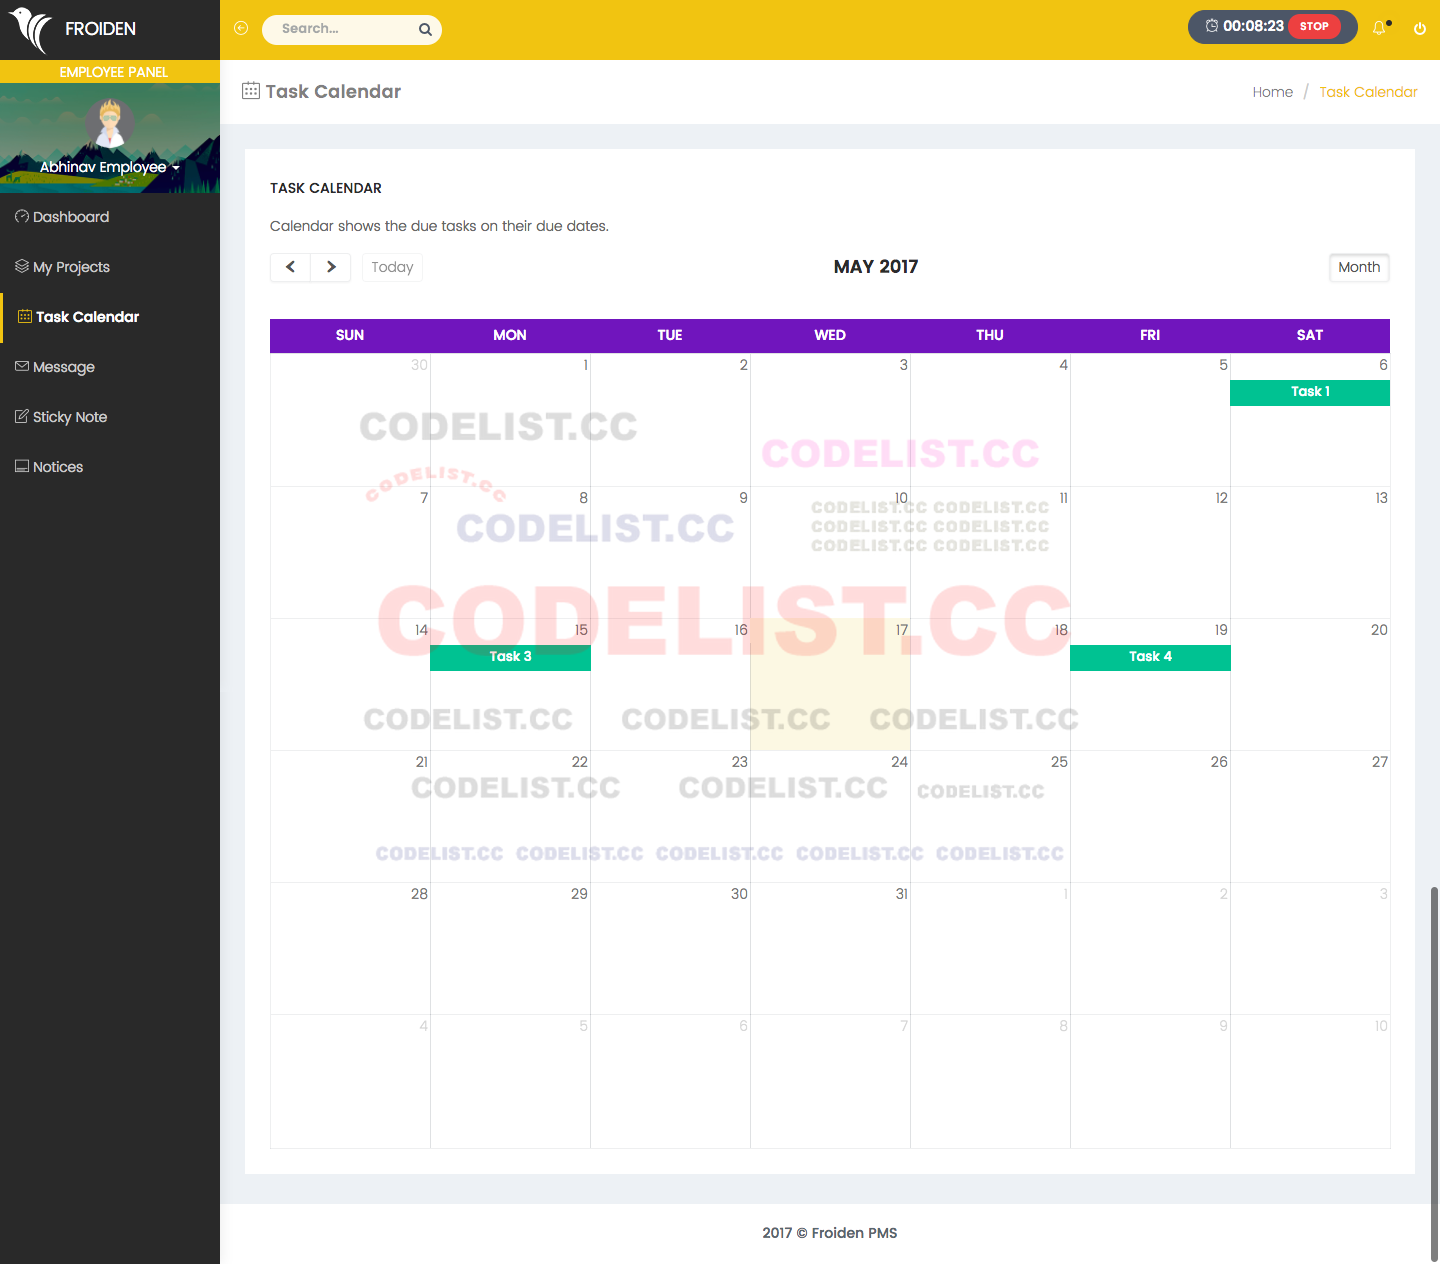 FROIDEN
Search...
00:08:23 STOP
EMPLOYEE PANEL
Abhinav Employee
Dashboard
My Projects
Task Calendar
Message
Sticky Note
Notices
Task Calendar
Home / Task Calendar
TASK CALENDAR
Calendar shows the due tasks on their due dates.
Today
MAY 2017
Month
SUN MON TUE WED THU FRI SAT
30 1 2 3 4 5 6
Task 1
CODELIST.CC
CODELIST.CC
CODELIST.CC
7 8 9 10 11 12 13
CODELIST.CC CODELIST.CC
CODELIST.CC
CODELIST.CC CODELIST.CC
CODELIST.CC CODELIST.CC
CODELIST.CC
14 15 16 17 18 19 20
Task 3 Task 4
CODELIST.CC CODELIST.CC CODELIST.CC
21 22 23 24 25 26 27
CODELIST.CC CODELIST.CC CODELIST.CC
CODELIST.CC CODELIST.CC CODELIST.CC CODELIST.CC CODELIST.CC
28 29 30 31 1 2 3
4 5 6 7 8 9 10
2017 © Froiden PMS